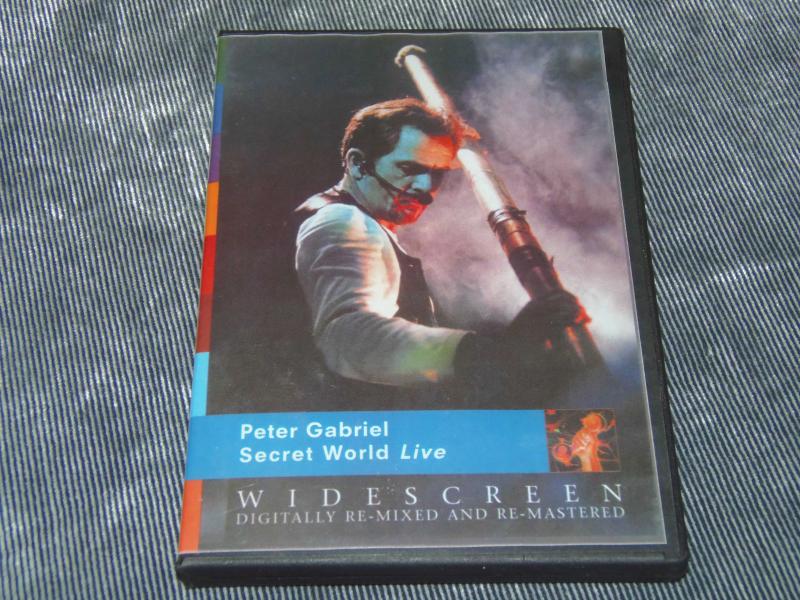 Peter Gabriel
Secret World Live
WIDESCREEN
DIGITALLY RE-MIXED AND RE-MASTERED